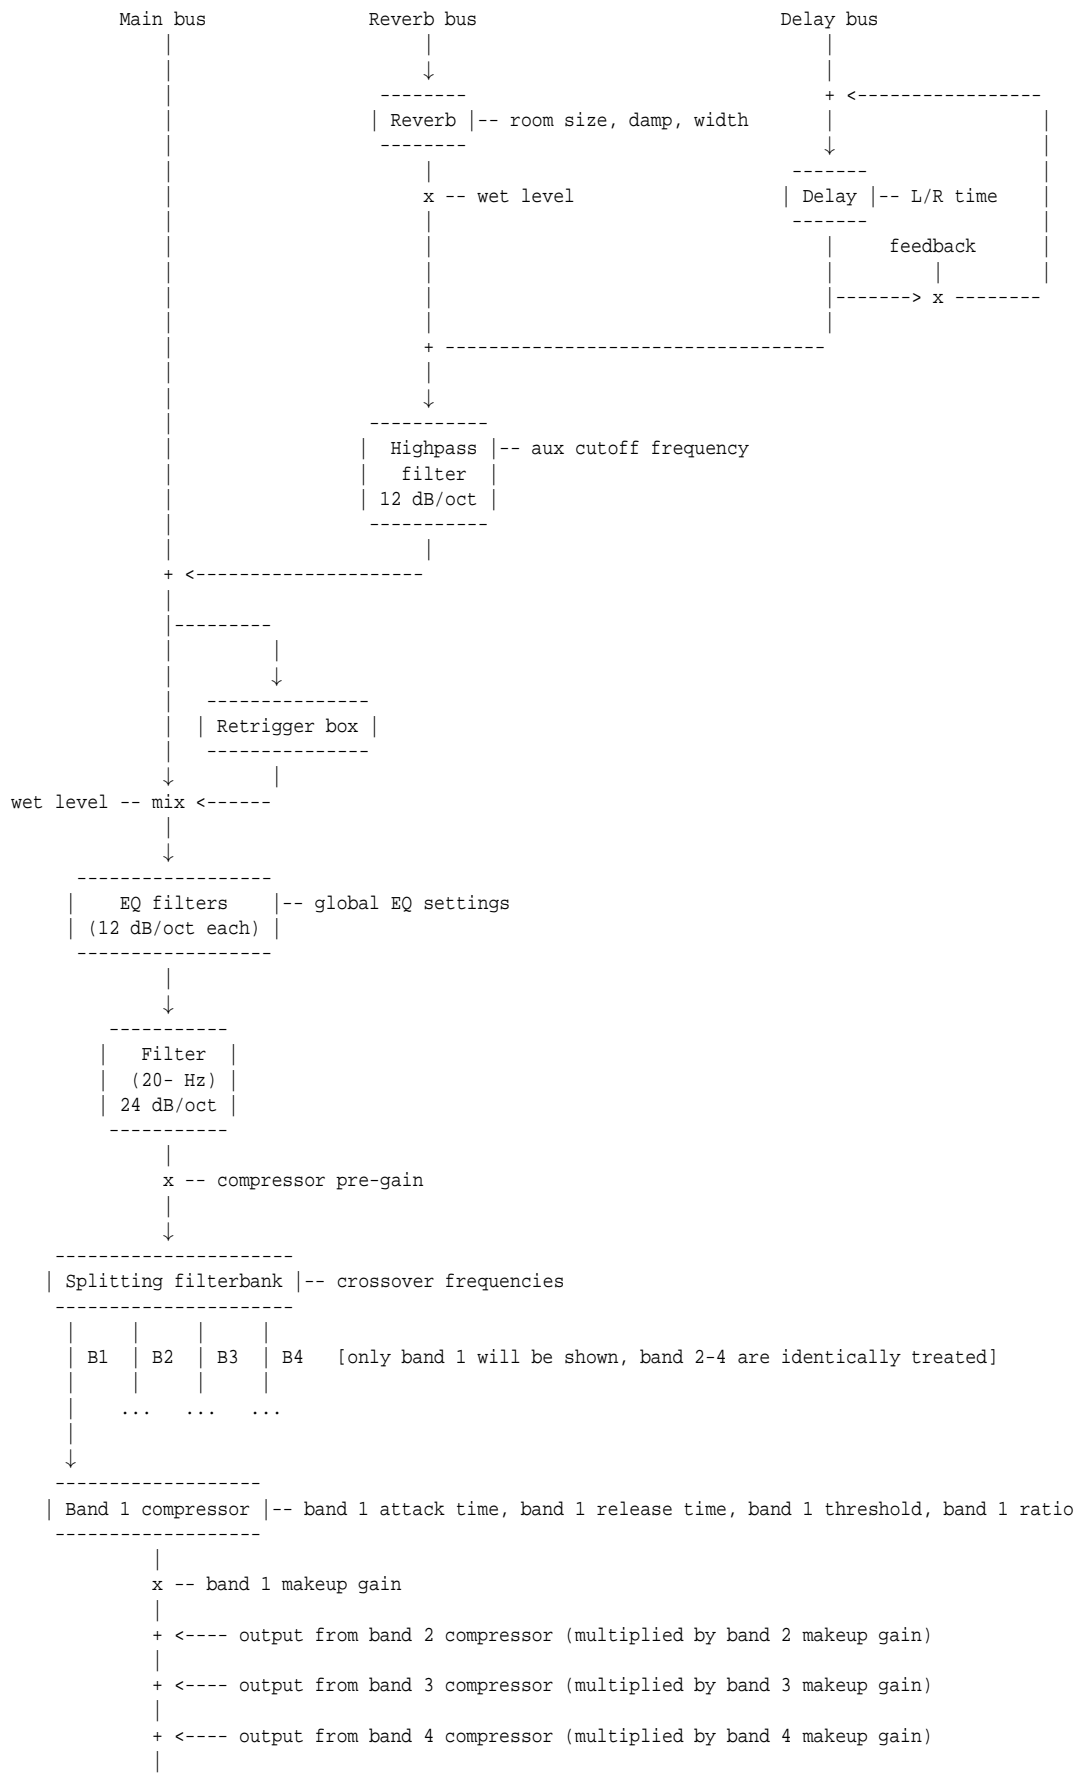 Main bus Reverb bus Delay bus
Reverb -- room size, damp, width
x -- wet level Delay -- L/R time
feedback
x
Highpass -- aux cutoff frequency
filter
12 dB/oct
Retrigger box
wet level -- mix
EQ filters -- global EQ settings
(12 dB/oct each)
Filter
(20- Hz)
24 dB/oct
x -- compressor pre-gain
Splitting filterbank -- crossover frequencies
B1 B2 B3 B4 [only band 1 will be shown, band 2-4 are identically treated]
... ... ...
Band 1 compressor -- band 1 attack time, band 1 release time, band 1 threshold, band 1 ratio
x -- band 1 makeup gain
+ <---- output from band 2 compressor (multiplied by band 2 makeup gain)
+ <---- output from band 3 compressor (multiplied by band 3 makeup gain)
+ <---- output from band 4 compressor (multiplied by band 4 makeup gain)